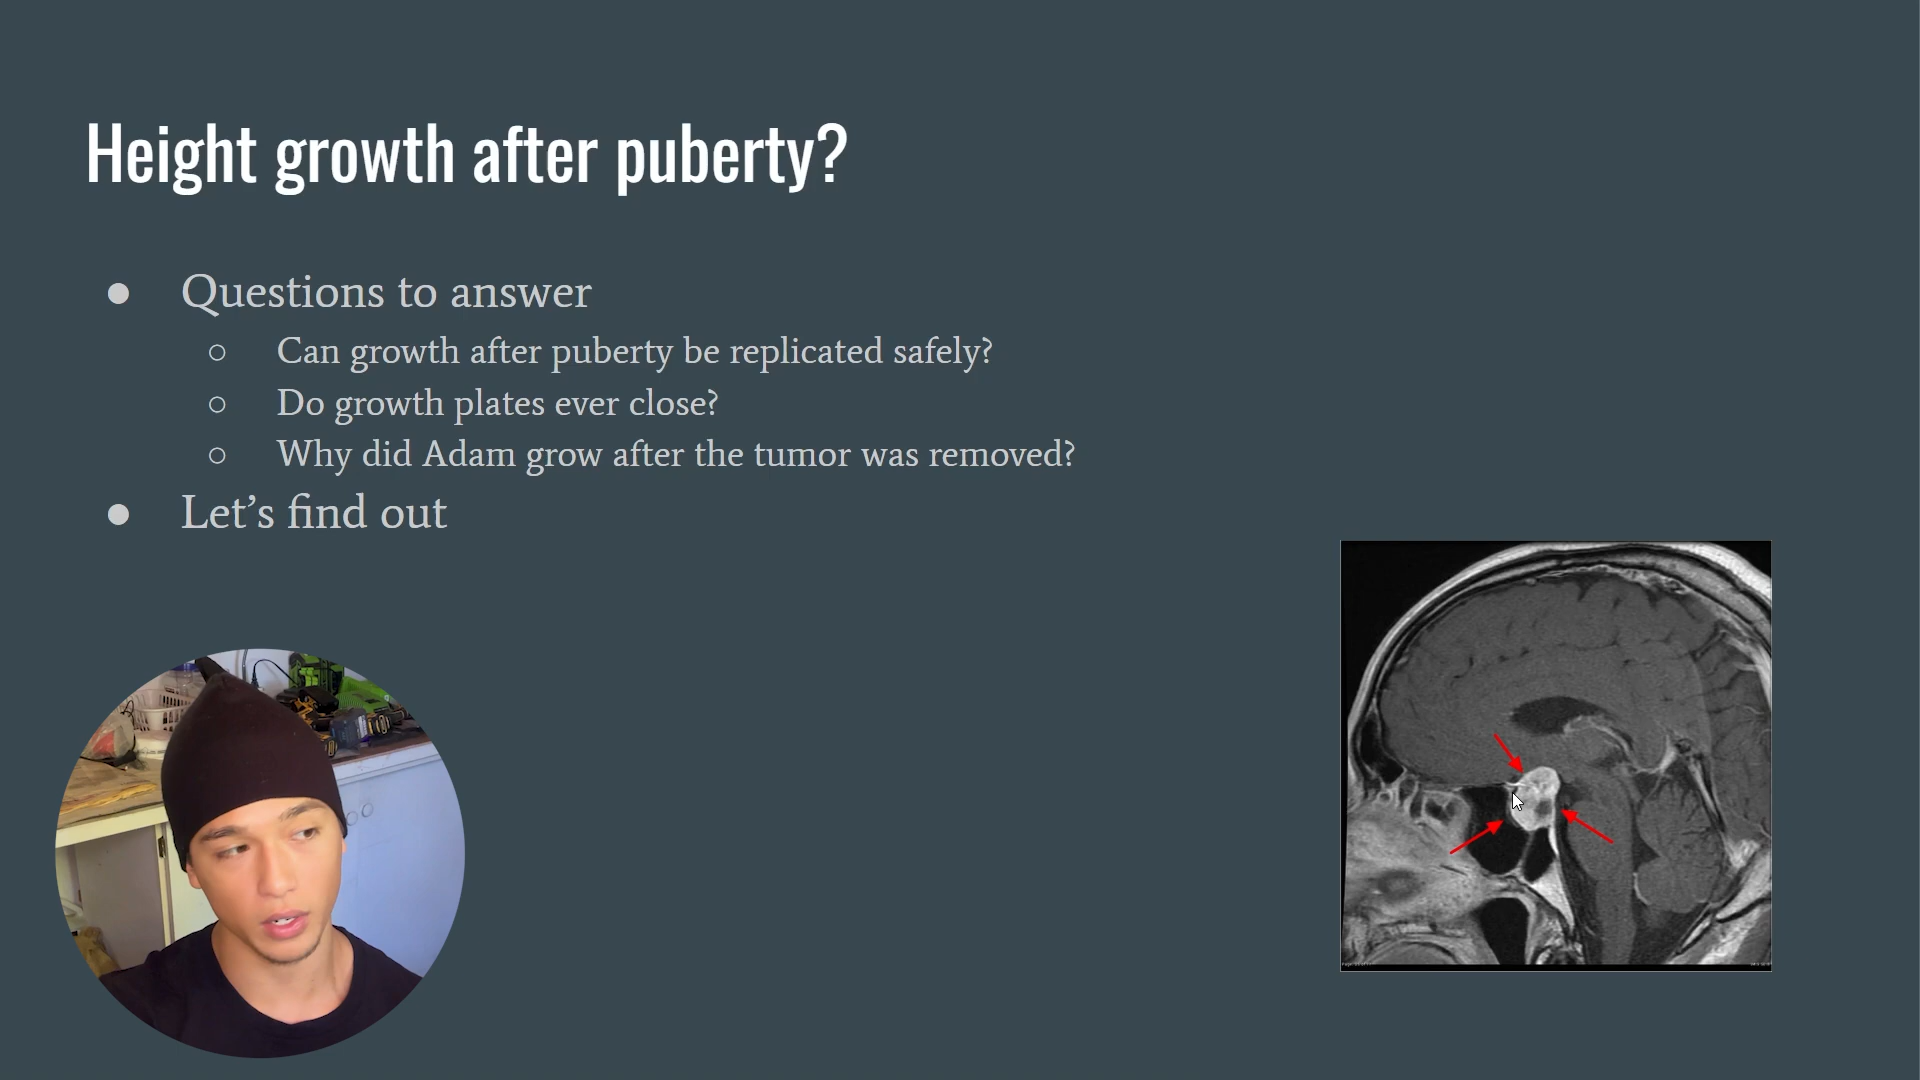 Height growth after puberty?
Questions to answer
Can growth after puberty be replicated safely?
Do growth plates ever close?
Why did Adam grow after the tumor was removed?
Let’s find out